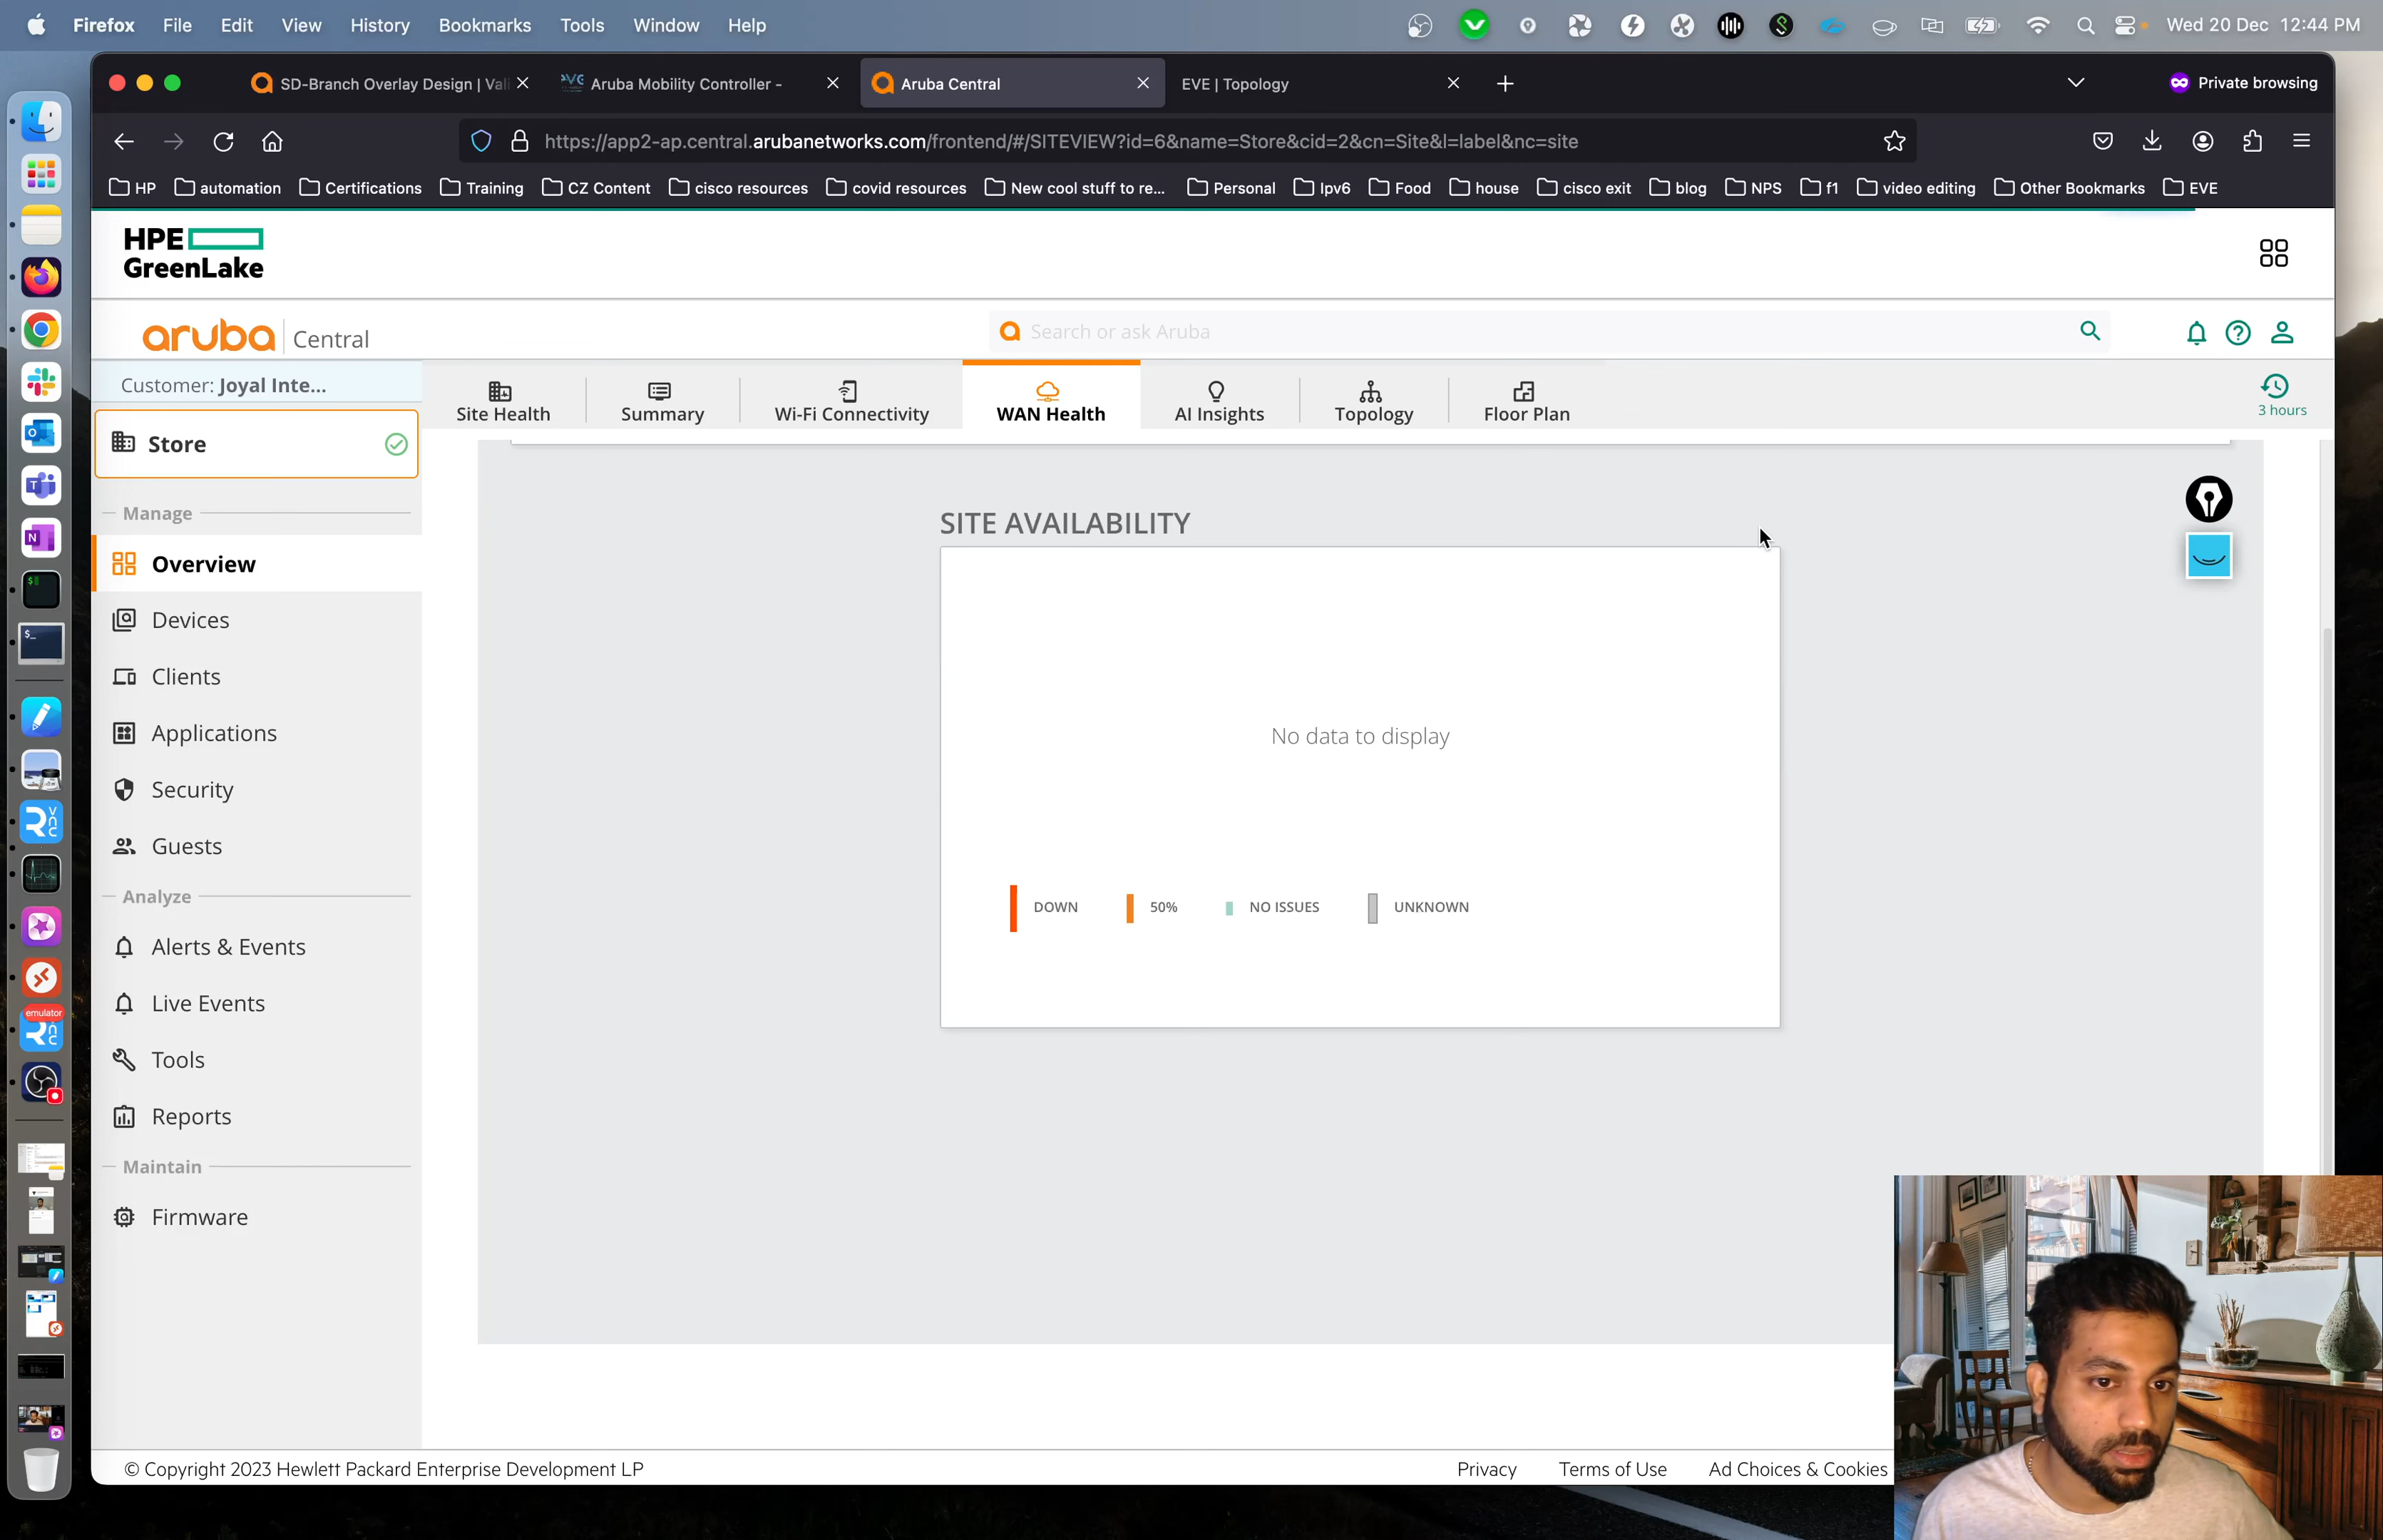 Firefox File Edit View History Bookmarks Tools Window Help Wed 20 Dec 12:44 PM
SD-Branch Overlay Design | Vali Aruba Mobility Controller - Aruba Central EVE | Topology Private browsing
https://app2-ap.central.arubanetworks.com/frontend/#/SITEVIEW?id=6&name=Store&cid=2&cn=Site&l=label&nc=site
HP automation Certifications Training CZ Content cisco resources covid resources New cool stuff to re... Personal Ipv6 Food house cisco exit blog NPS f1 video editing Other Bookmarks EVE
HPE
GreenLake
aruba Central
Search or ask Aruba
Customer: Joyal Inte...
Site Health Summary Wi-Fi Connectivity WAN Health AI Insights Topology Floor Plan
3 hours
Store
Manage
Overview
Devices
Clients
Applications
Security
Guests
Analyze
Alerts & Events
Live Events
Tools
Reports
Maintain
Firmware
SITE AVAILABILITY
No data to display
DOWN 50% NO ISSUES UNKNOWN
emulator
© Copyright 2023 Hewlett Packard Enterprise Development LP
Privacy Terms of Use Ad Choices & Cookies